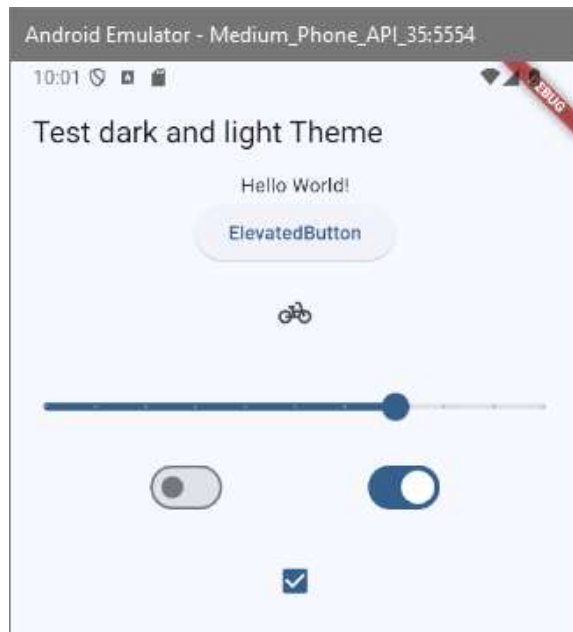 Android Emulator - Medium_Phone_API_35:5554
10:01
DEBUG
Test dark and light Theme
Hello World!
ElevatedButton